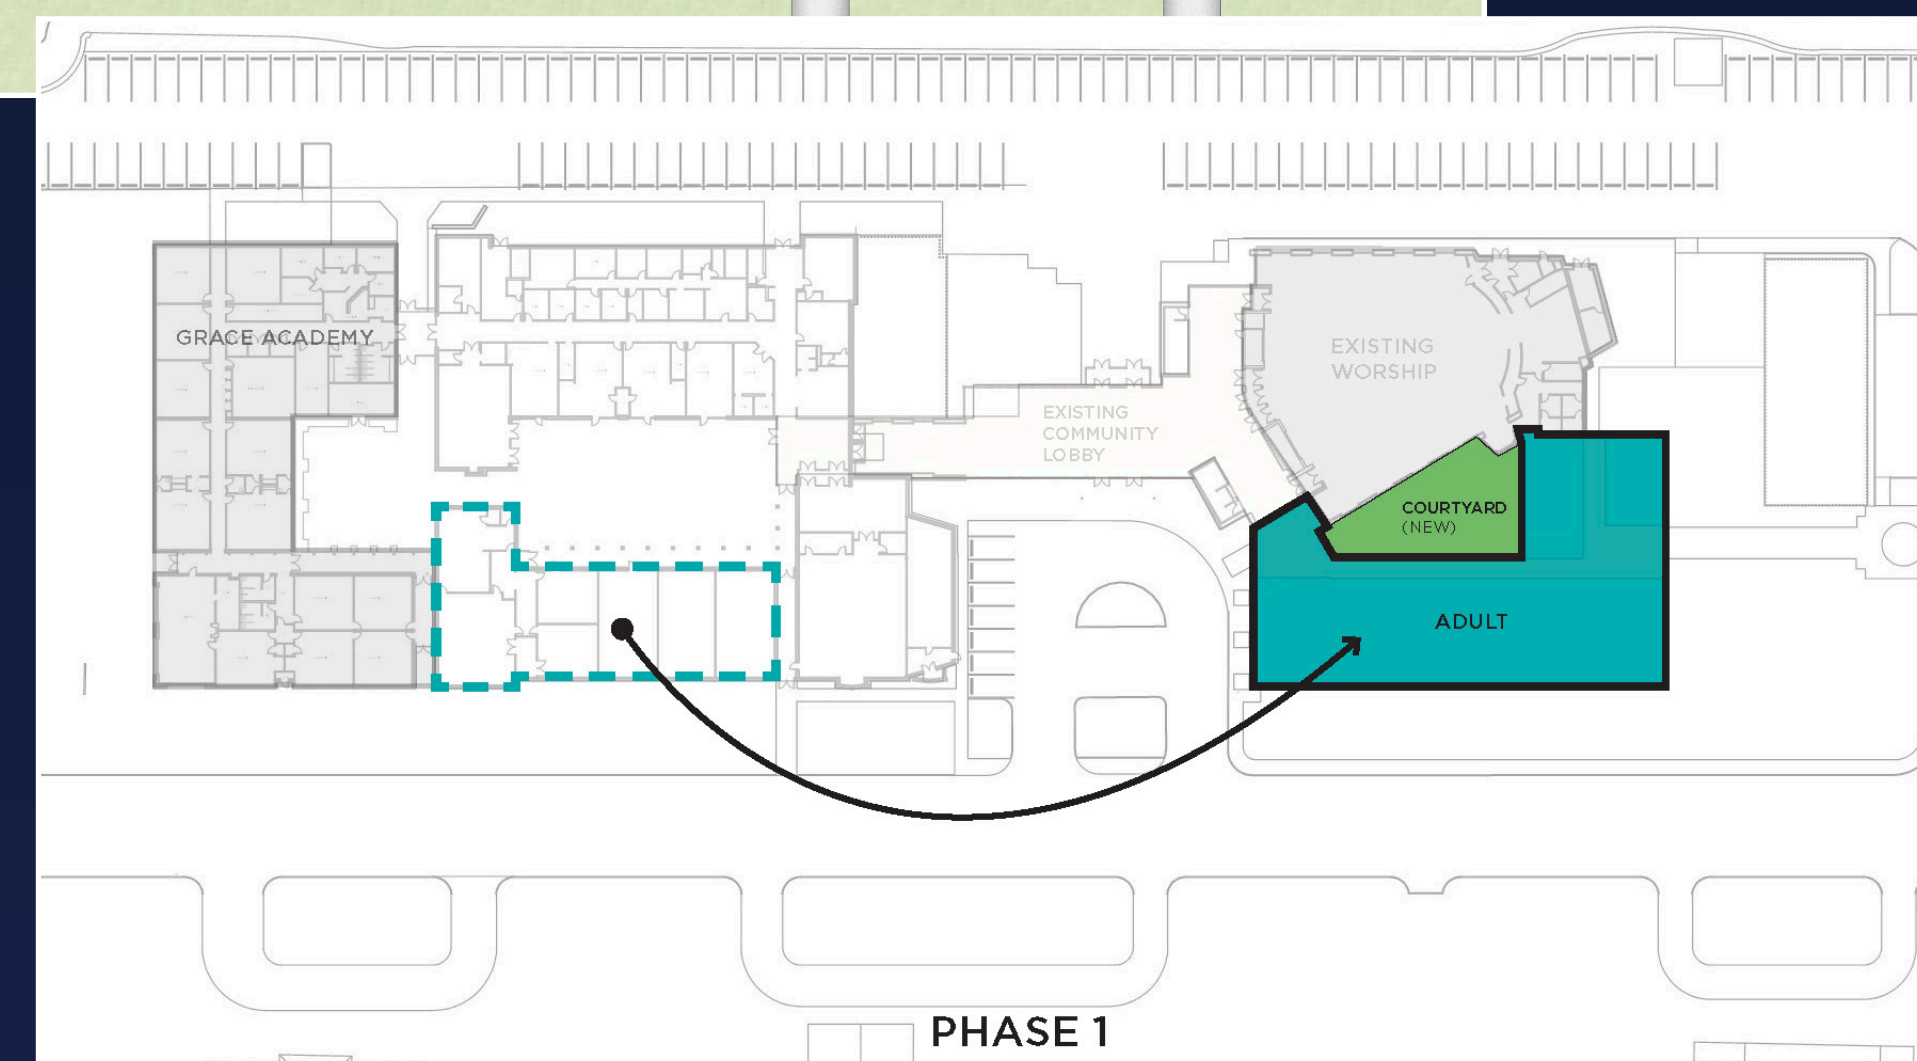 GRACE ACADEMY
EXISTING
WORSHIP
EXISTING
COMMUNITY
LOBBY
COURTYARD
(NEW)
ADULT
PHASE 1